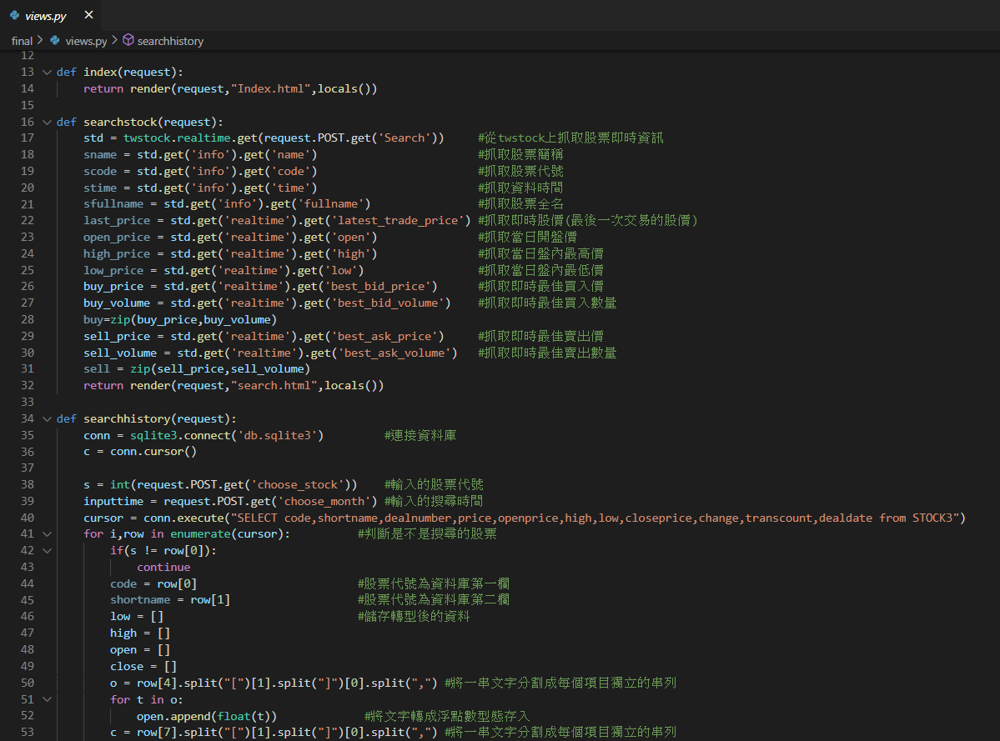 views.py ×
final > views.py > searchhistory
12
13 def index(request):
14     return render(request,"Index.html",locals())
15
16 def searchstock(request):
17     std = twstock.realtime.get(request.POST.get('Search'))     #從twstock上抓取股票即時資訊
18     sname = std.get('info').get('name')                        #抓取股票簡稱
19     scode = std.get('info').get('code')                        #抓取股票代號
20     stime = std.get('info').get('time')                        #抓取資料時間
21     sfullname = std.get('info').get('fullname')                #抓取股票全名
22     last_price = std.get('realtime').get('latest_trade_price') #抓取即時股價(最後一次交易的股價)
23     open_price = std.get('realtime').get('open')               #抓取當日開盤價
24     high_price = std.get('realtime').get('high')               #抓取當日盤內最高價
25     low_price = std.get('realtime').get('low')                 #抓取當日盤內最低價
26     buy_price = std.get('realtime').get('best_bid_price')      #抓取即時最佳買入價
27     buy_volume = std.get('realtime').get('best_bid_volume')    #抓取即時最佳買入數量
28     buy=zip(buy_price,buy_volume)
29     sell_price = std.get('realtime').get('best_ask_price')     #抓取即時最佳賣出價
30     sell_volume = std.get('realtime').get('best_ask_volume')   #抓取即時最佳賣出數量
31     sell = zip(sell_price,sell_volume)
32     return render(request,"search.html",locals())
33
34 def searchhistory(request):
35     conn = sqlite3.connect('db.sqlite3')         #連接資料庫
36     c = conn.cursor()
37
38     s = int(request.POST.get('choose_stock'))    #輸入的股票代號
39     inputtime = request.POST.get('choose_month') #輸入的搜尋時間
40     cursor = conn.execute("SELECT code,shortname,dealnumber,price,openprice,high,low,closeprice,change,transcount,dealdate from STOCK3")
41     for i,row in enumerate(cursor):          #判斷是不是搜尋的股票
42         if(s != row[0]):
43             continue
44         code = row[0]                        #股票代號為資料庫第一欄
45         shortname = row[1]                   #股票代號為資料庫第二欄
46         low = []                             #儲存轉型後的資料
47         high = []
48         open = []
49         close = []
50         o = row[4].split("[")[1].split("]")[0].split(",") #將一串文字分割成每個項目獨立的串列
51         for t in o:
52             open.append(float(t))             #將文字轉成浮點數型態存入
53         c = row[7].split("[")[1].split("]")[0].split(",") #將一串文字分割成每個項目獨立的串列